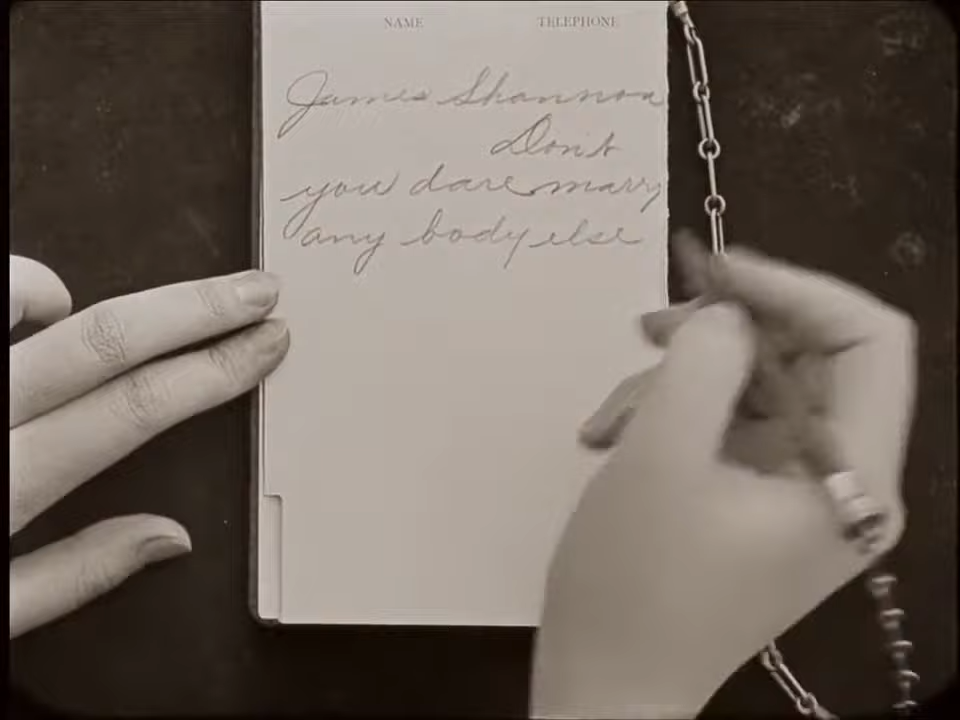 NAME TELEPHONE
James Shannon
Don't
you dare marry
any body else